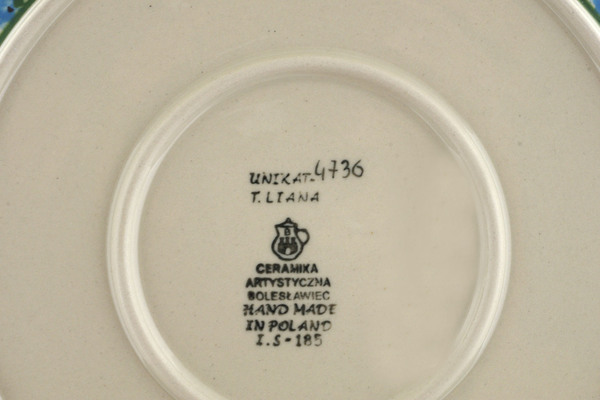 UNIKAT-4736
T. LIANA
CERAMIKA
ARTYSTYCZNA
BOLESŁAWIEC
HAND MADE
IN POLAND
I.S-185